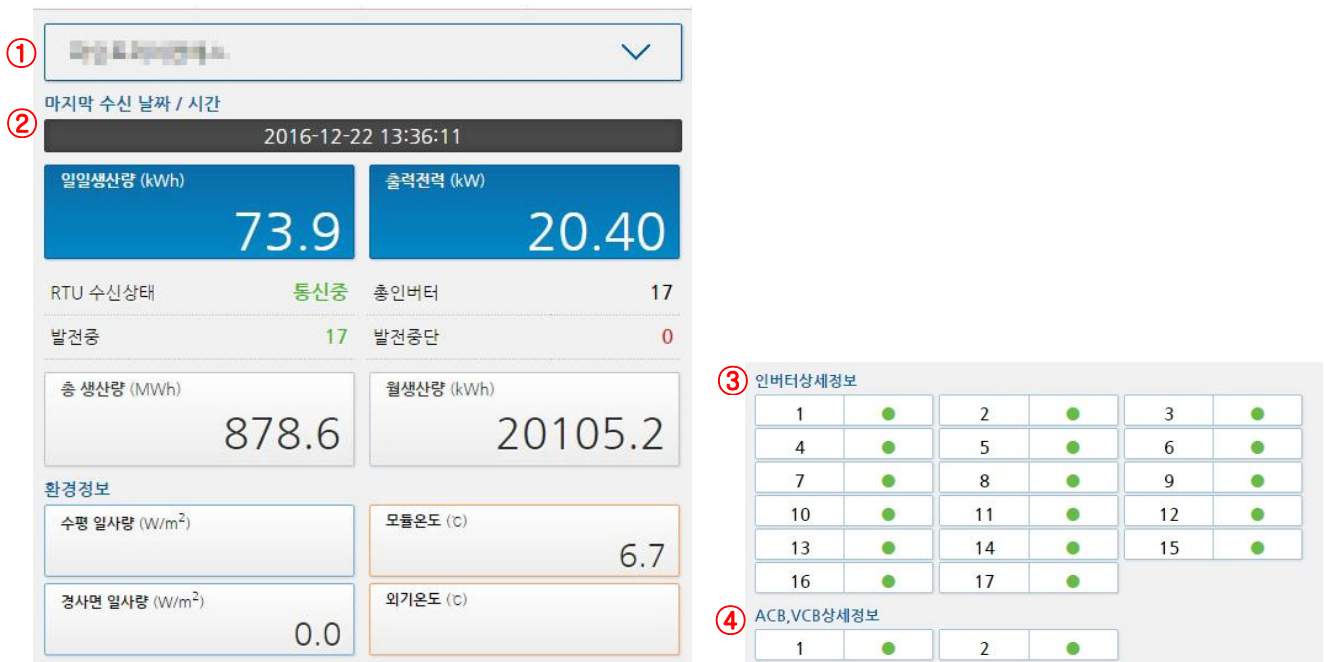 ①
마지막 수신 날짜 / 시간
②
2016-12-22 13:36:11
일일생산량 (kWh) 출력전력 (kW)
73.9 20.40
RTU 수신상태 통신중 총인버터 17
발전중 17 발전중단 0
총 생산량 (MWh) 월생산량 (kWh)
878.6 20105.2
환경정보
수평 일사량 (W/m²) 모듈온도 (℃)
6.7
경사면 일사량 (W/m²) 외기온도 (℃)
0.0
③ 인버터상세정보
1 2 3
4 5 6
7 8 9
10 11 12
13 14 15
16 17
④ ACB,VCB상세정보
1 2